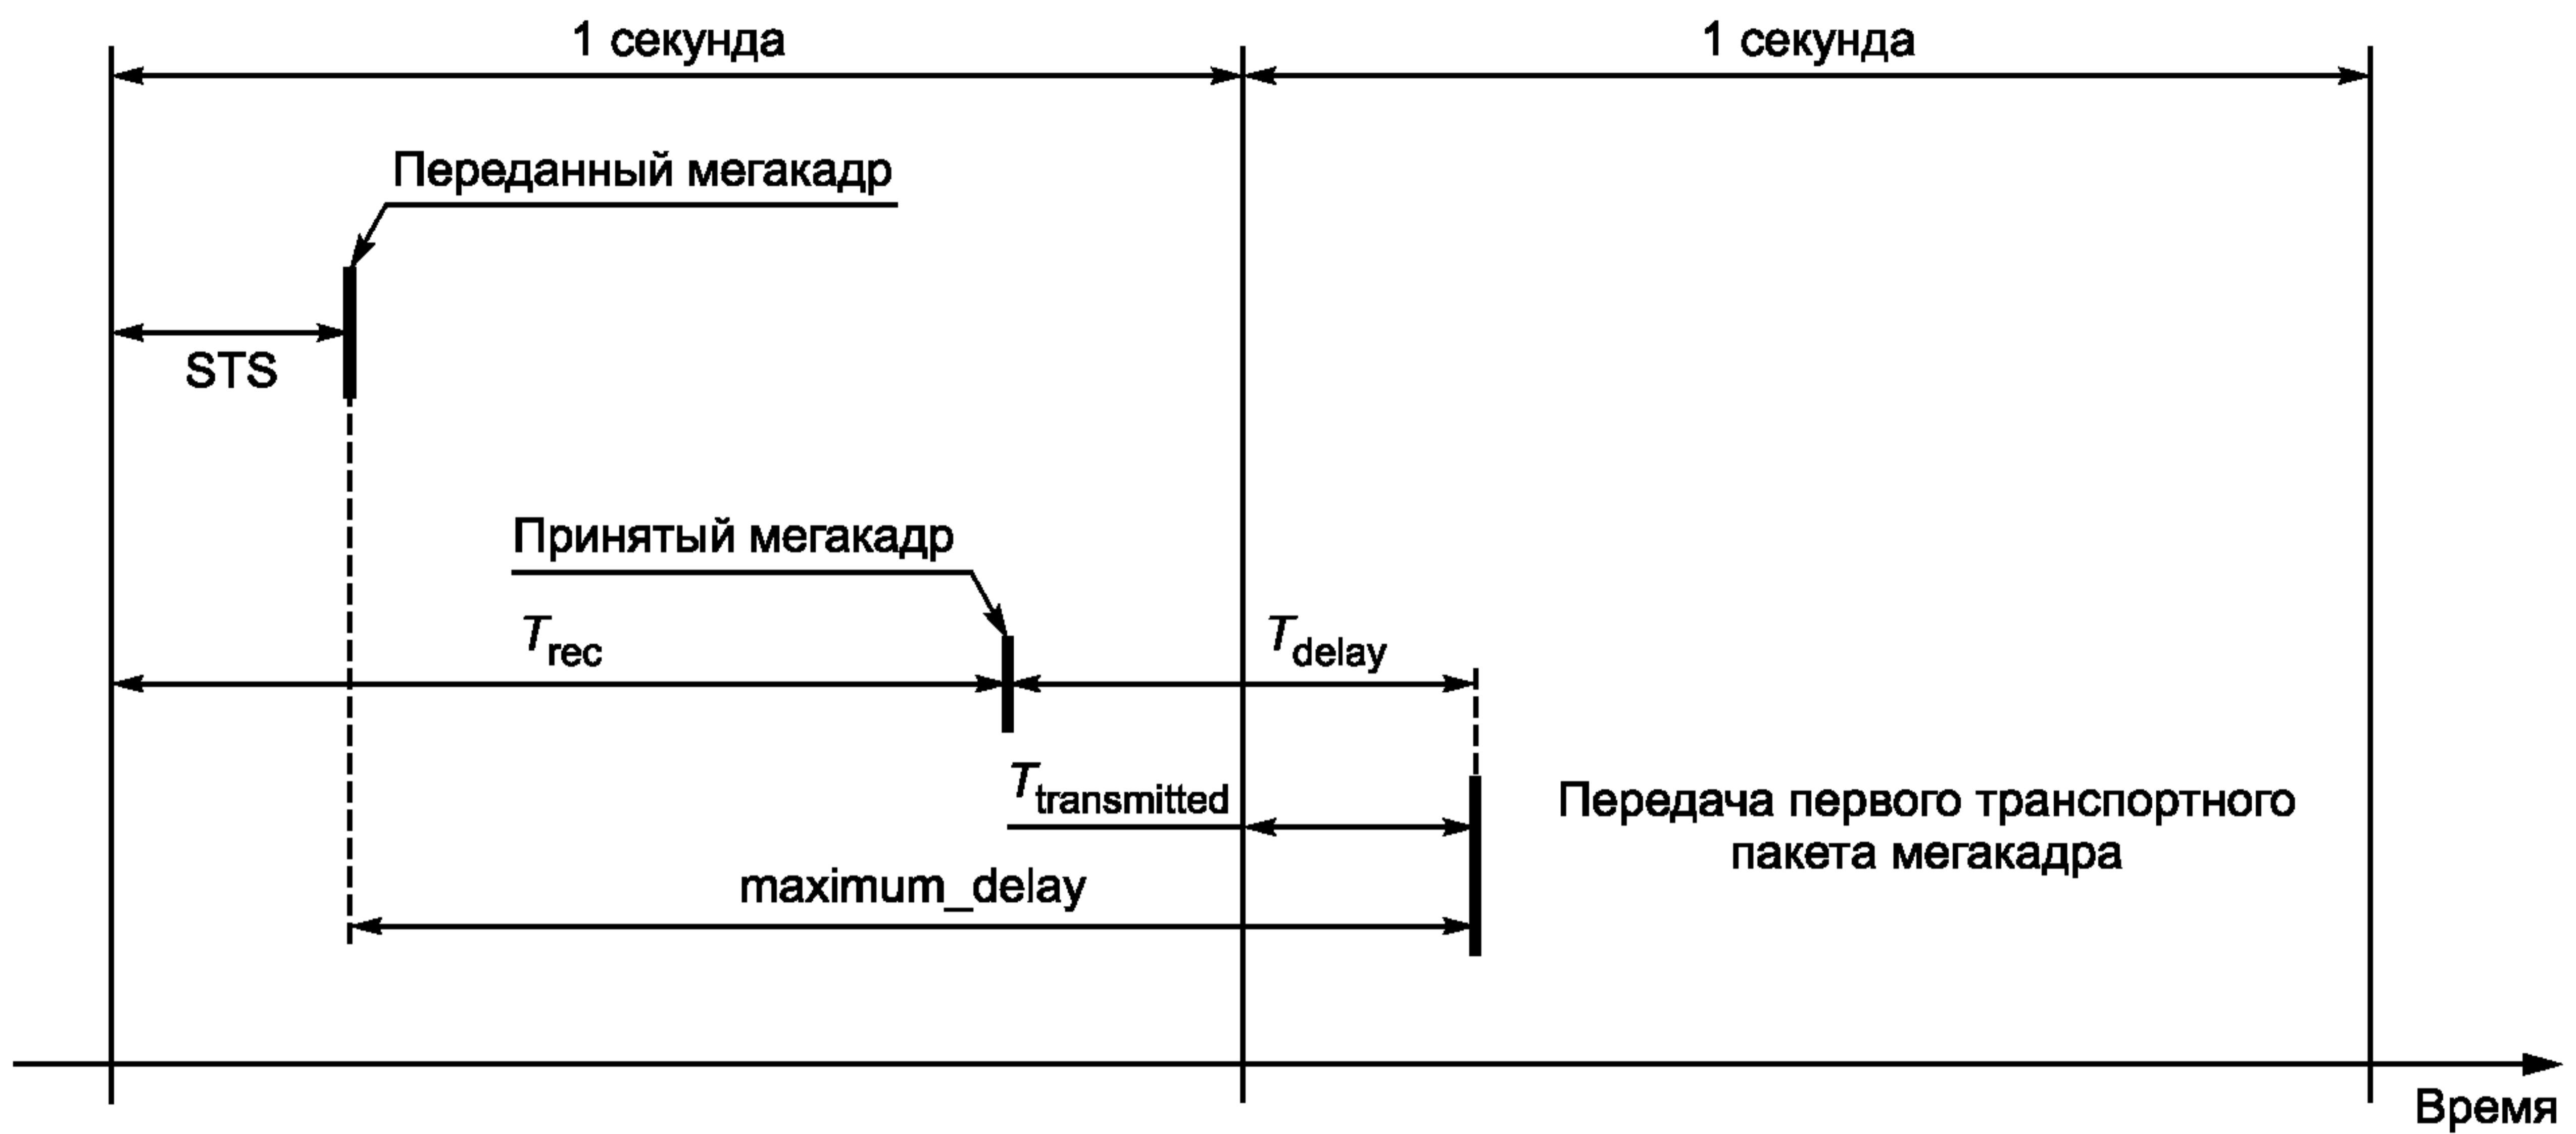 1 секунда
1 секунда
Переданный мегакадр
STS
Принятый мегакадр
Trec
Tdelay
Ttransmitted
Передача первого транспортного
пакета мегакадра
maximum_delay
Время